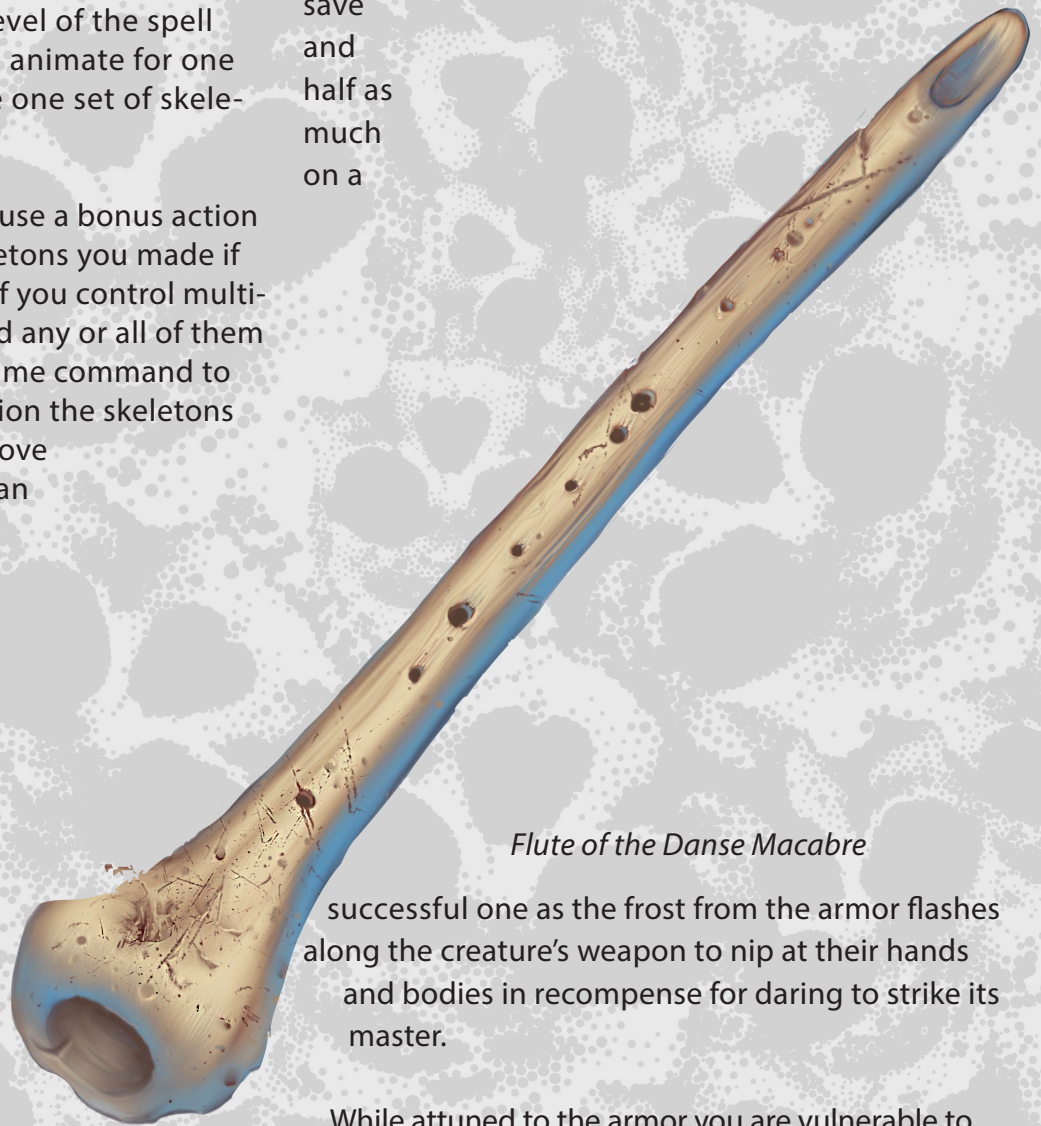 evel of the spell
animate for one
one set of skele-
use a bonus action
etons you made if
f you control multi-
d any or all of them
me command to
ion the skeletons
ove
an
save
and
half as
much
on a
Flute of the Danse Macabre
successful one as the frost from the armor flashes
along the creature's weapon to nip at their hands
and bodies in recompense for daring to strike its
master.
While attuned to the armor you are vulnerable to